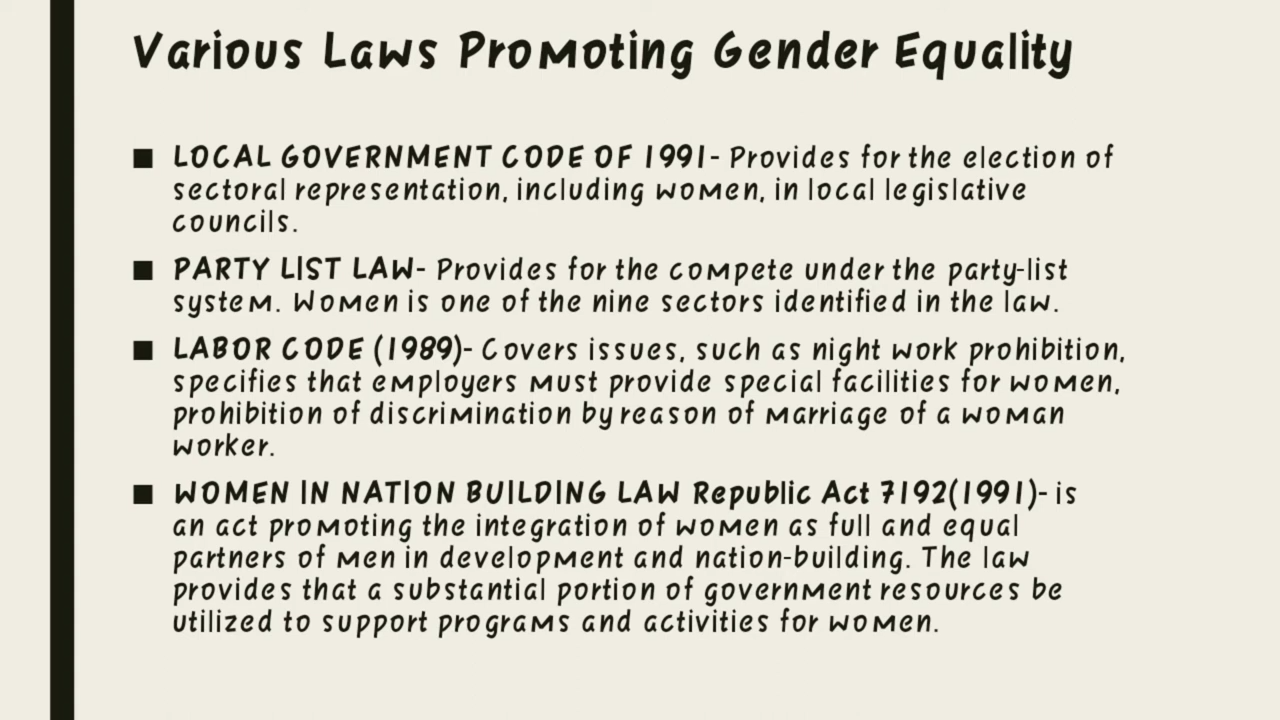 Various Laws Promoting Gender Equality
■ LOCAL GOVERNMENT CODE OF 1991- Provides for the election of
sectoral representation, including women, in local legislative
councils.
■ PARTY LIST LAW- Provides for the compete under the party-list
system. Women is one of the nine sectors identified in the law.
■ LABOR CODE (1989)- Covers issues, such as night work prohibition,
specifies that employers must provide special facilities for women,
prohibition of discrimination by reason of marriage of a woman
worker.
■ WOMEN IN NATION BUILDING LAW Republic Act 7192(1991)- is
an act promoting the integration of women as full and equal
partners of men in development and nation-building. The law
provides that a substantial portion of government resources be
utilized to support programs and activities for women.